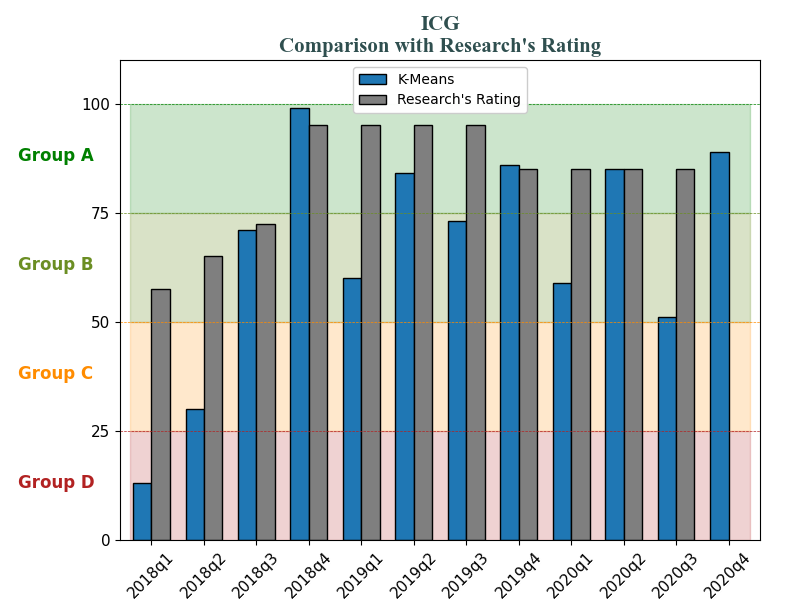 ICG
Comparison with Research's Rating
K-Means
Research's Rating
100
Group A
75
Group B
50
Group C
25
Group D
0
2018q1
2018q2
2018q3
2018q4
2019q1
2019q2
2019q3
2019q4
2020q1
2020q2
2020q3
2020q4